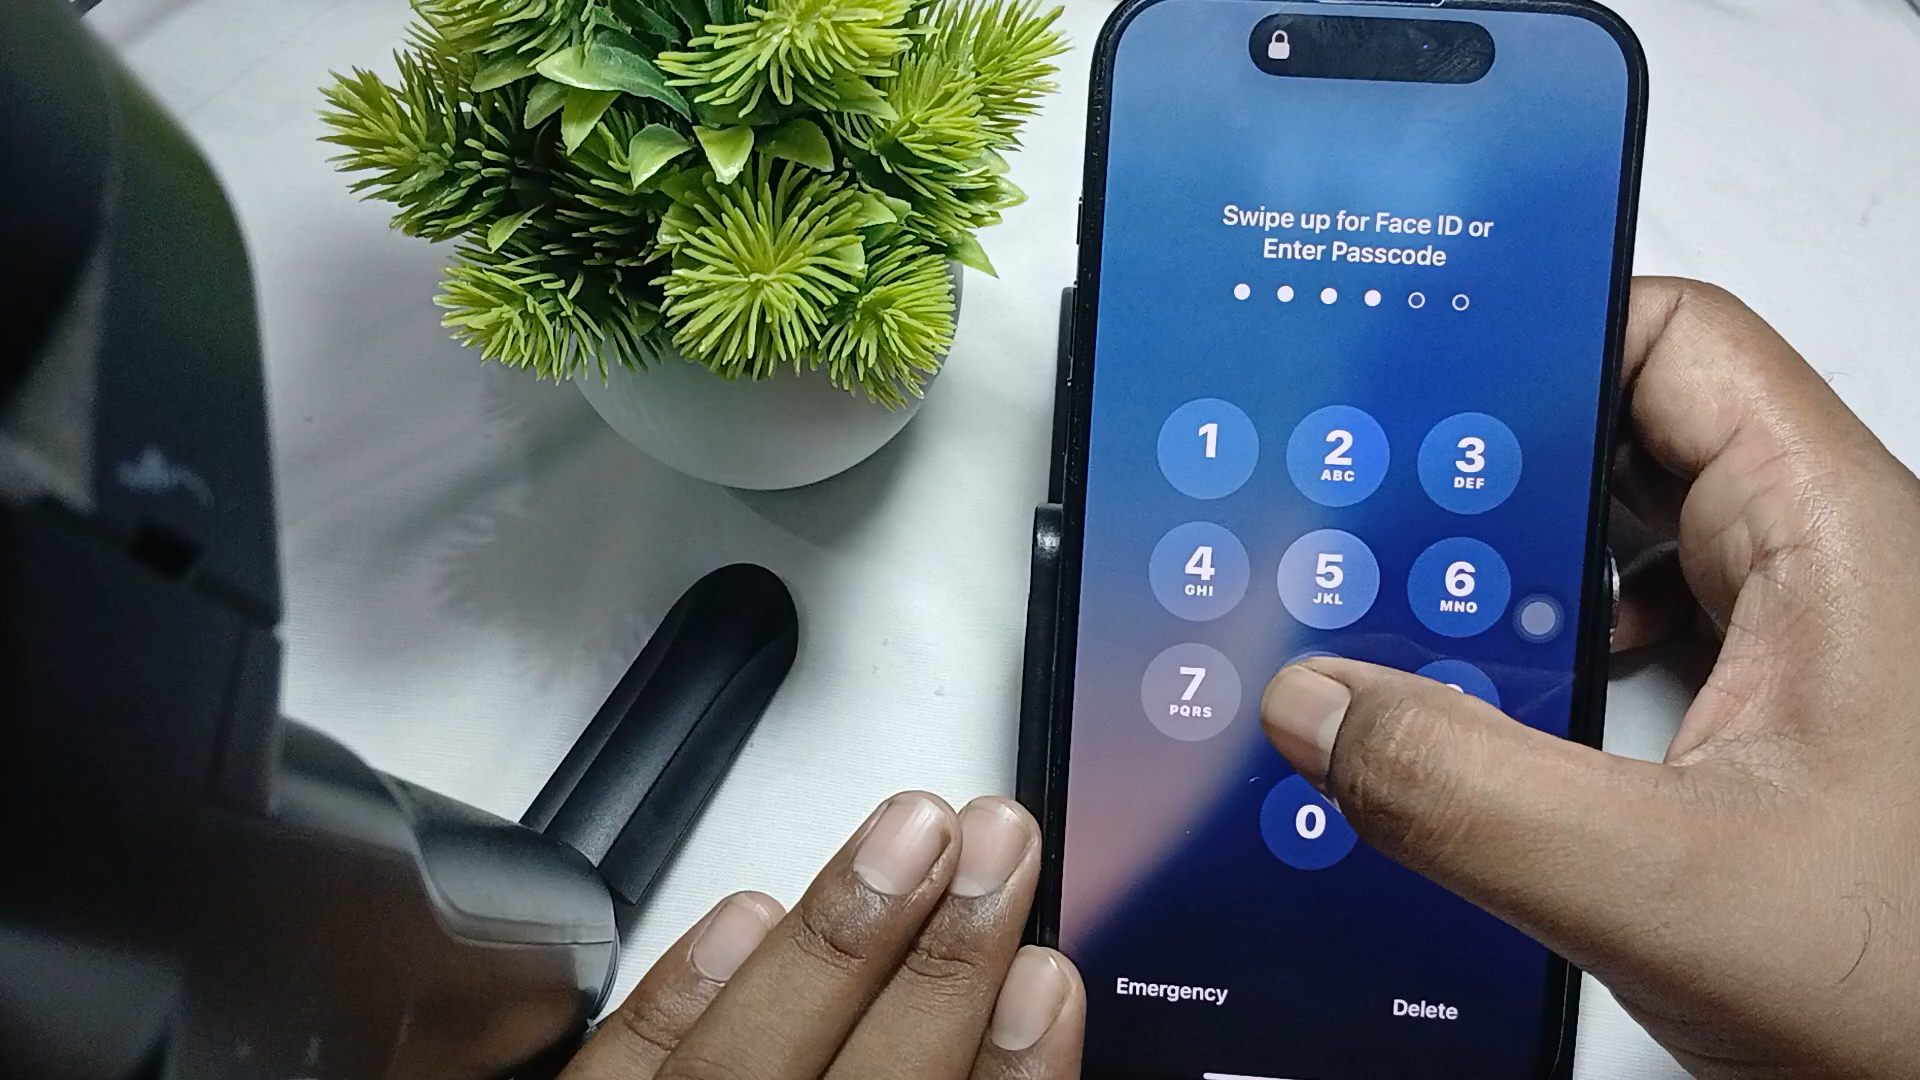 Swipe up for Face ID or
Enter Passcode
1
2
ABC
3
DEF
4
GHI
5
JKL
6
MNO
7
PQRS
0
Emergency
Delete